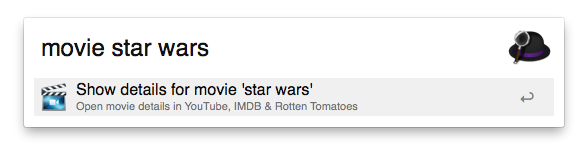 movie star wars
Show details for movie 'star wars'
Open movie details in YouTube, IMDB & Rotten Tomatoes